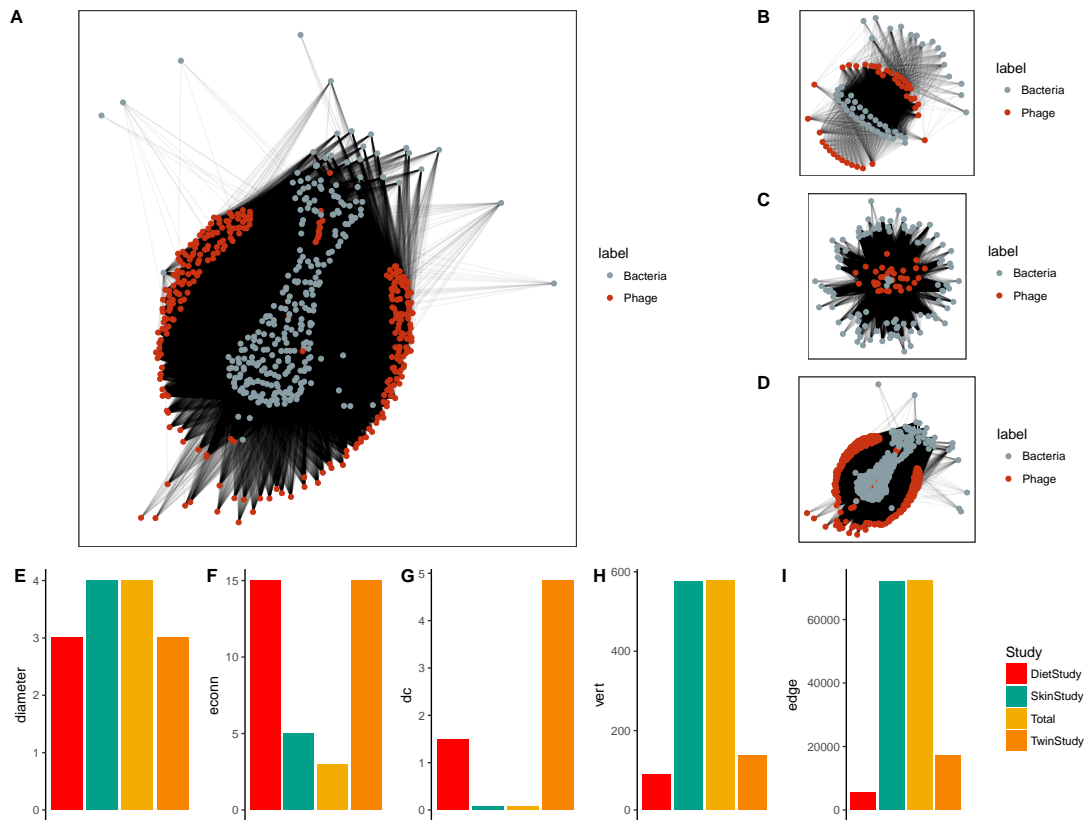 A
label
Bacteria
Phage
B
label
Bacteria
Phage
C
label
Bacteria
Phage
D
label
Bacteria
Phage
E
diameter
4
3
2
1
0
F
econn
15
10
5
0
G
dc
5
4
3
2
1
0
H
vert
600
400
200
0
I
edge
60000
40000
20000
0
Study
DietStudy
SkinStudy
Total
TwinStudy